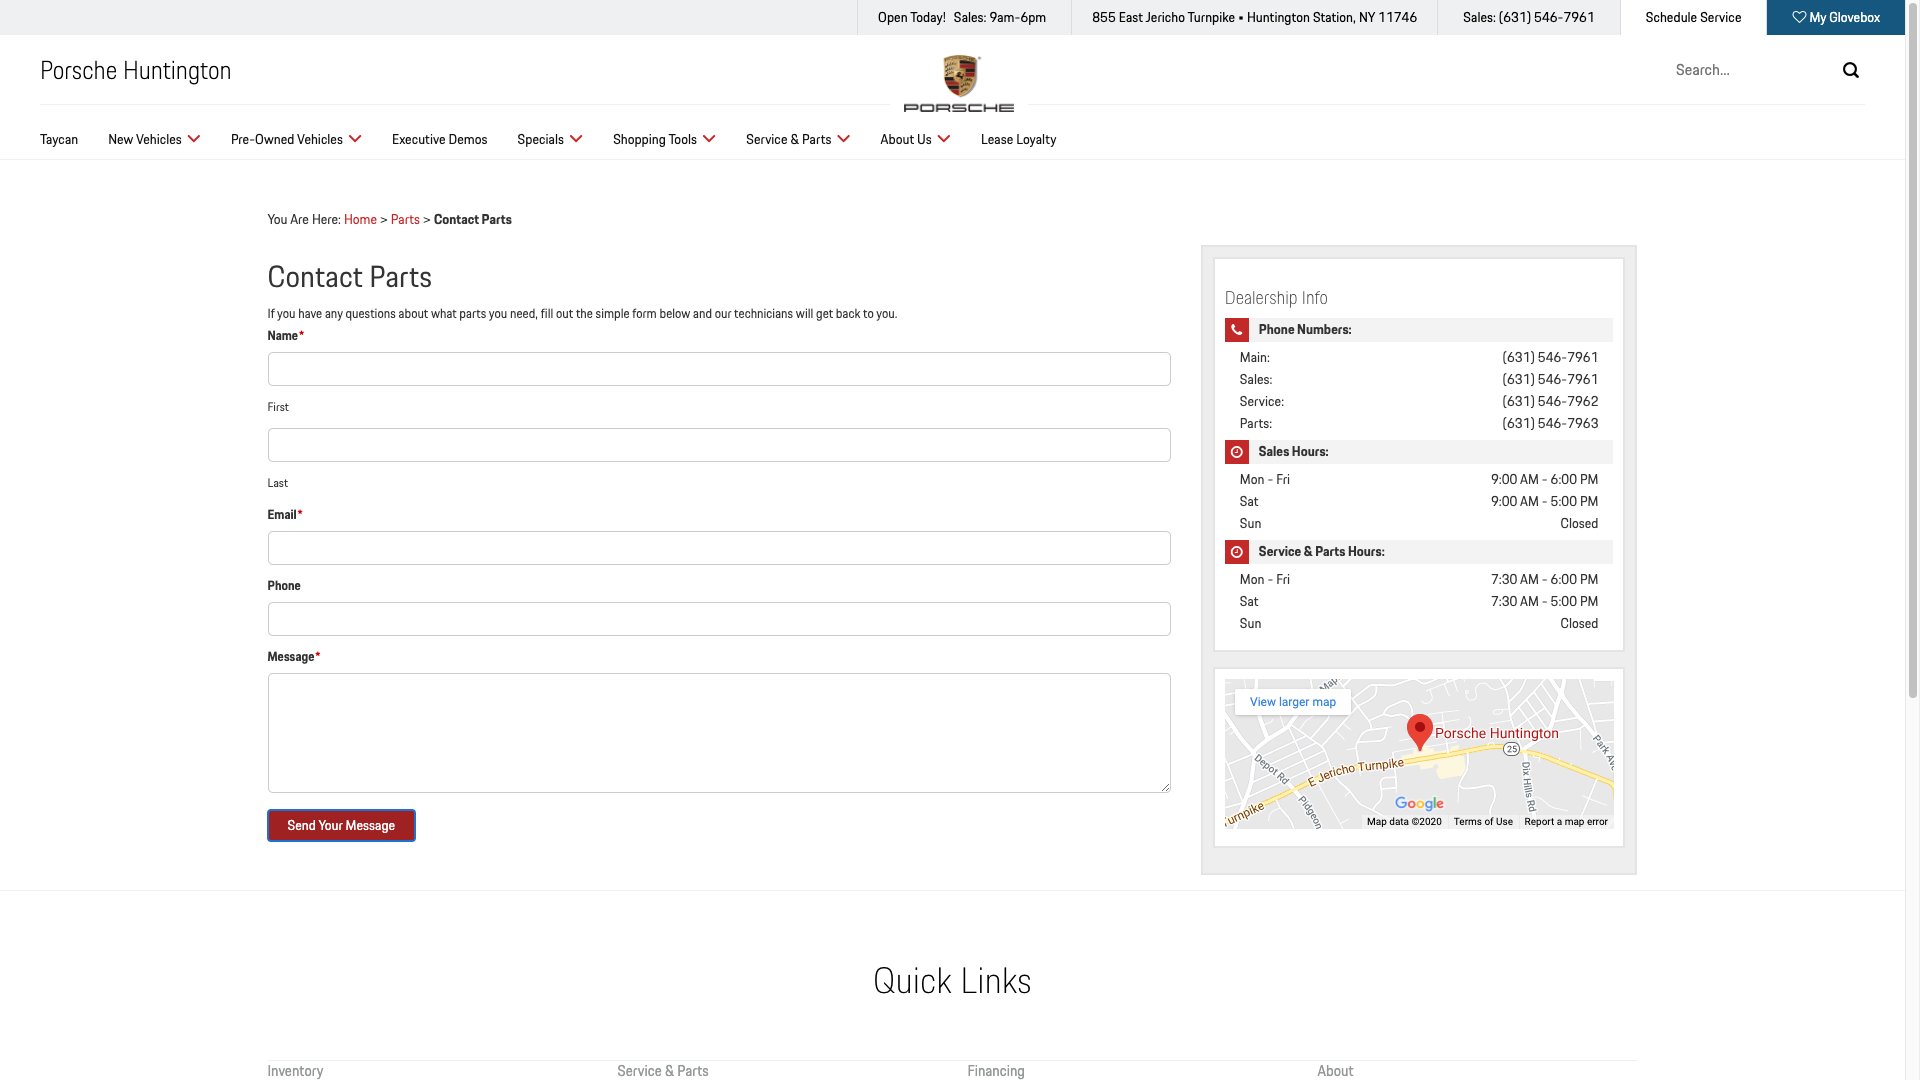 Open Today! Sales: 9am-6pm
855 East Jericho Turnpike • Huntington Station, NY 11746
Sales: (631) 546-7961
Schedule Service
My Glovebox
Porsche Huntington
PORSCHE
Search...
Taycan
New Vehicles
Pre-Owned Vehicles
Executive Demos
Specials
Shopping Tools
Service & Parts
About Us
Lease Loyalty
You Are Here: Home > Parts > Contact Parts
Contact Parts
If you have any questions about what parts you need, fill out the simple form below and our technicians will get back to you.
Name*
First
Last
Email*
Phone
Message*
Send Your Message
Dealership Info
Phone Numbers:
Main: (631) 546-7961
Sales: (631) 546-7961
Service: (631) 546-7962
Parts: (631) 546-7963
Sales Hours:
Mon - Fri 9:00 AM - 6:00 PM
Sat 9:00 AM - 5:00 PM
Sun Closed
Service & Parts Hours:
Mon - Fri 7:30 AM - 6:00 PM
Sat 7:30 AM - 5:00 PM
Sun Closed
View larger map
Porsche Huntington
25
E Jericho Turnpike
Depot Rd
Pidgeon
Dix Hills Rd
Google
Map data ©2020
Terms of Use
Report a map error
Quick Links
Inventory
Service & Parts
Financing
About